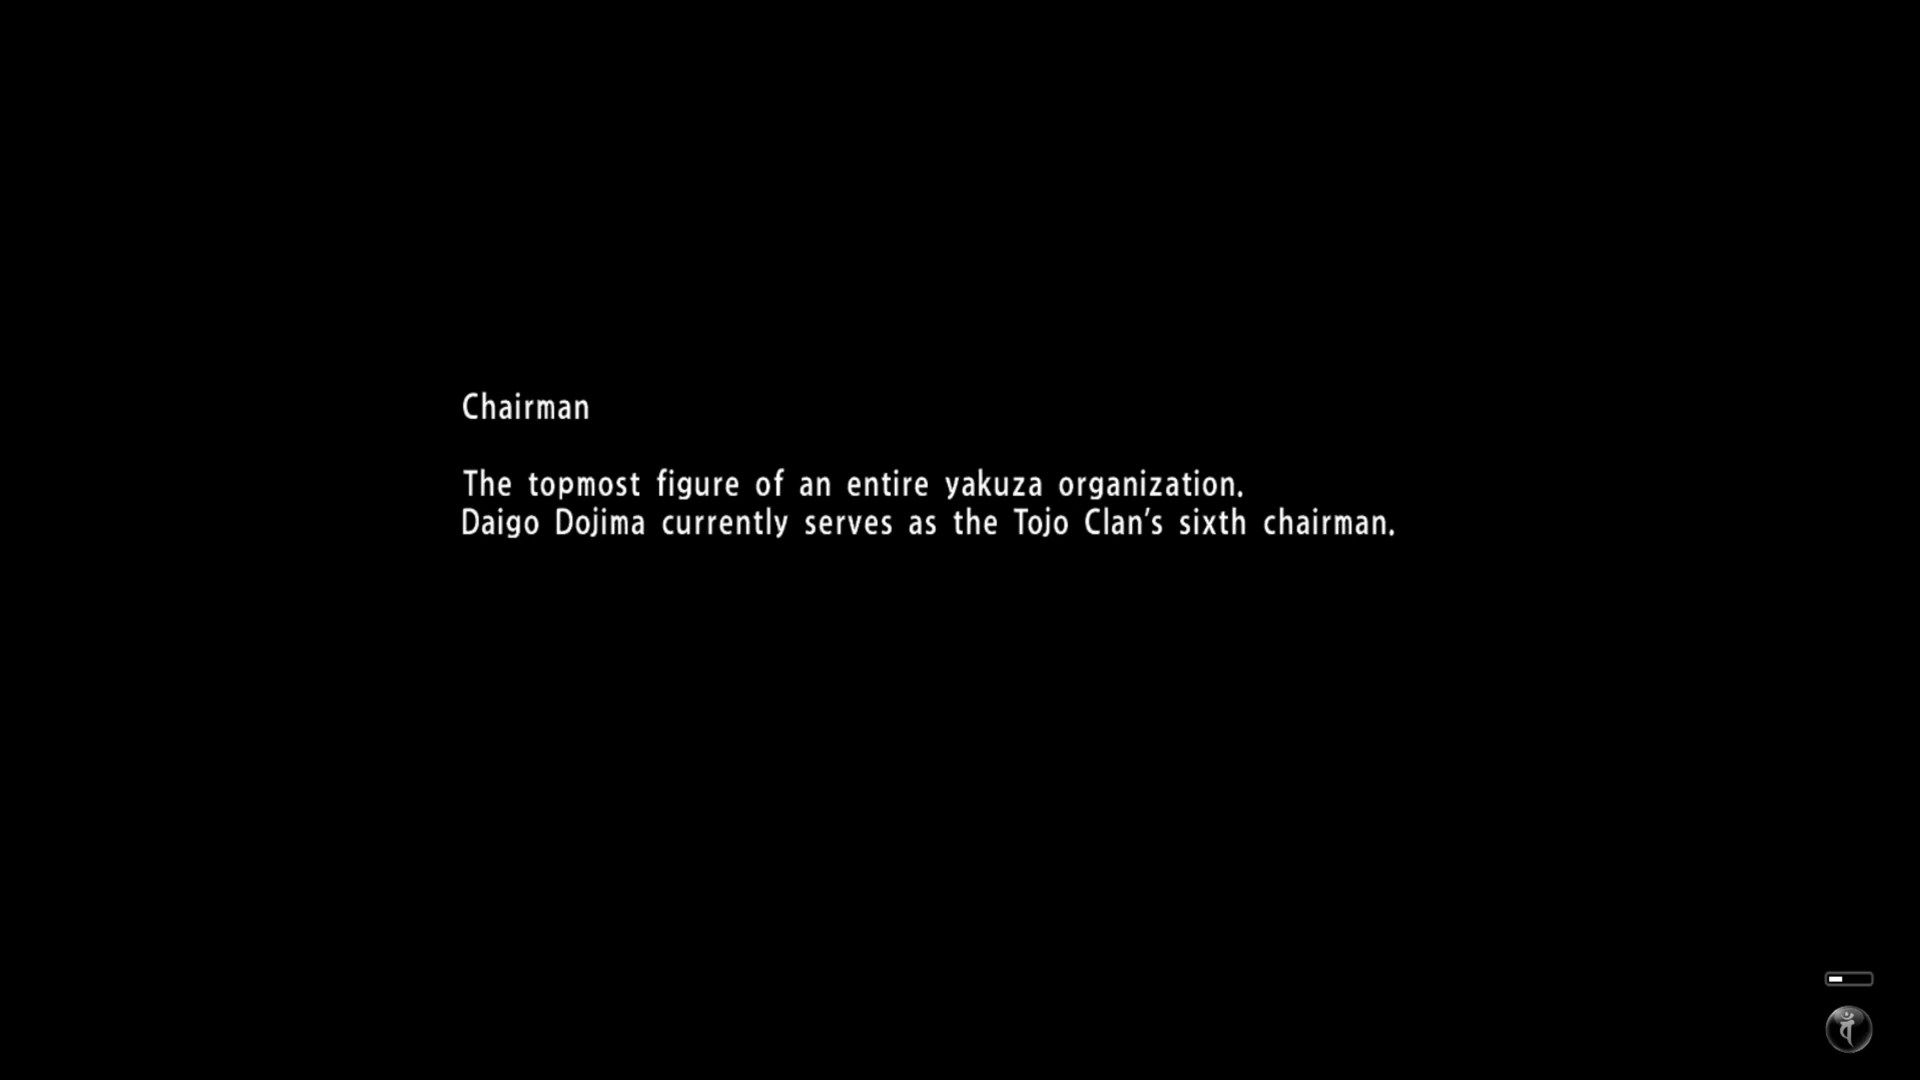 Chairman
The topmost figure of an entire yakuza organization.
Daigo Dojima currently serves as the Tojo Clan's sixth chairman.